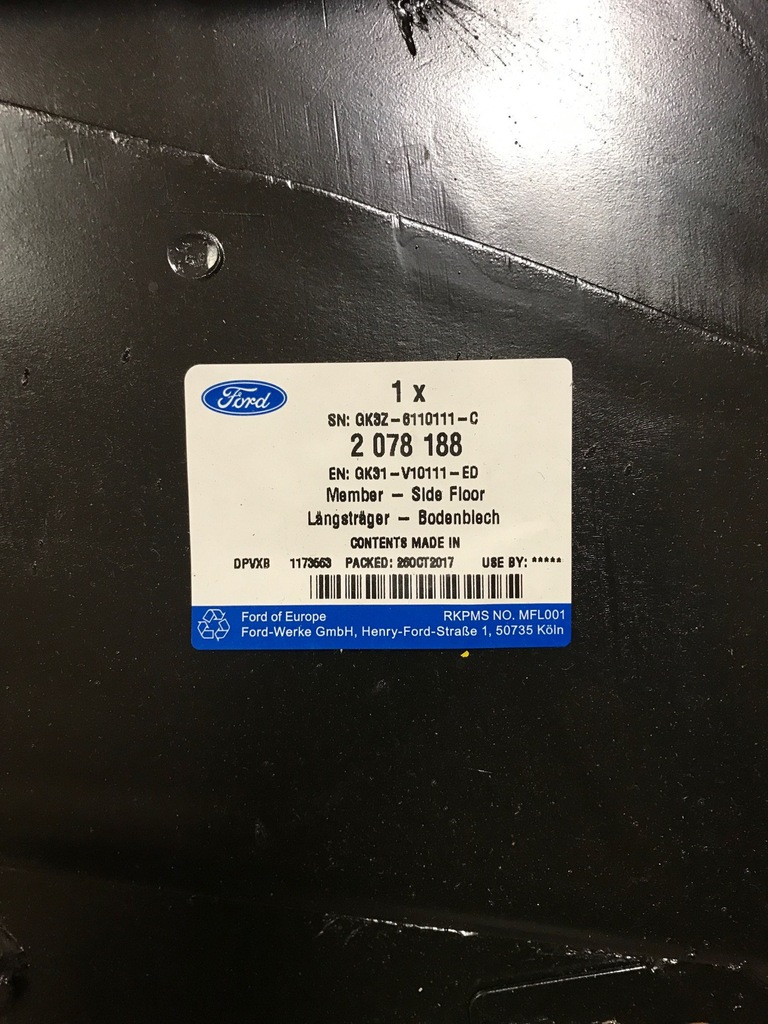 Ford
1 x
SN: GK3Z-6110111-C
2 078 188
EN: GK31-V10111-ED
Member - Side Floor
Längsträger - Bodenblech
CONTENTS MADE IN
DPVXB 1173563 PACKED: 26OCT2017 USE BY: *****
Ford of Europe RKPMS NO. MFL001
Ford-Werke GmbH, Henry-Ford-Straße 1, 50735 Köln